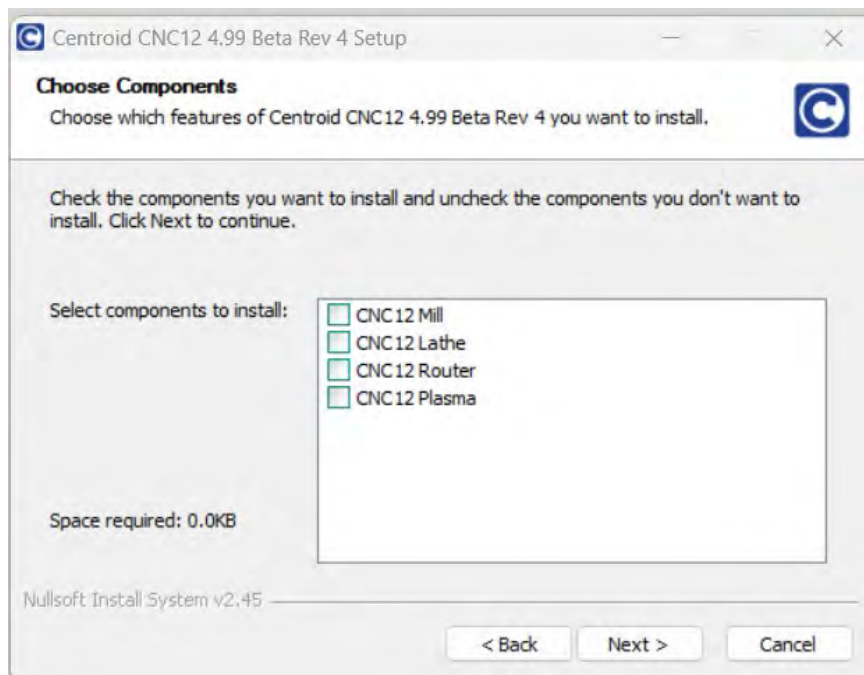 Centroid CNC12 4.99 Beta Rev 4 Setup
Choose Components
Choose which features of Centroid CNC12 4.99 Beta Rev 4 you want to install.
Check the components you want to install and uncheck the components you don't want to
install. Click Next to continue.
Select components to install:
CNC12 Mill
CNC12 Lathe
CNC12 Router
CNC12 Plasma
Space required: 0.0KB
Nullsoft Install System v2.45
< Back
Next >
Cancel